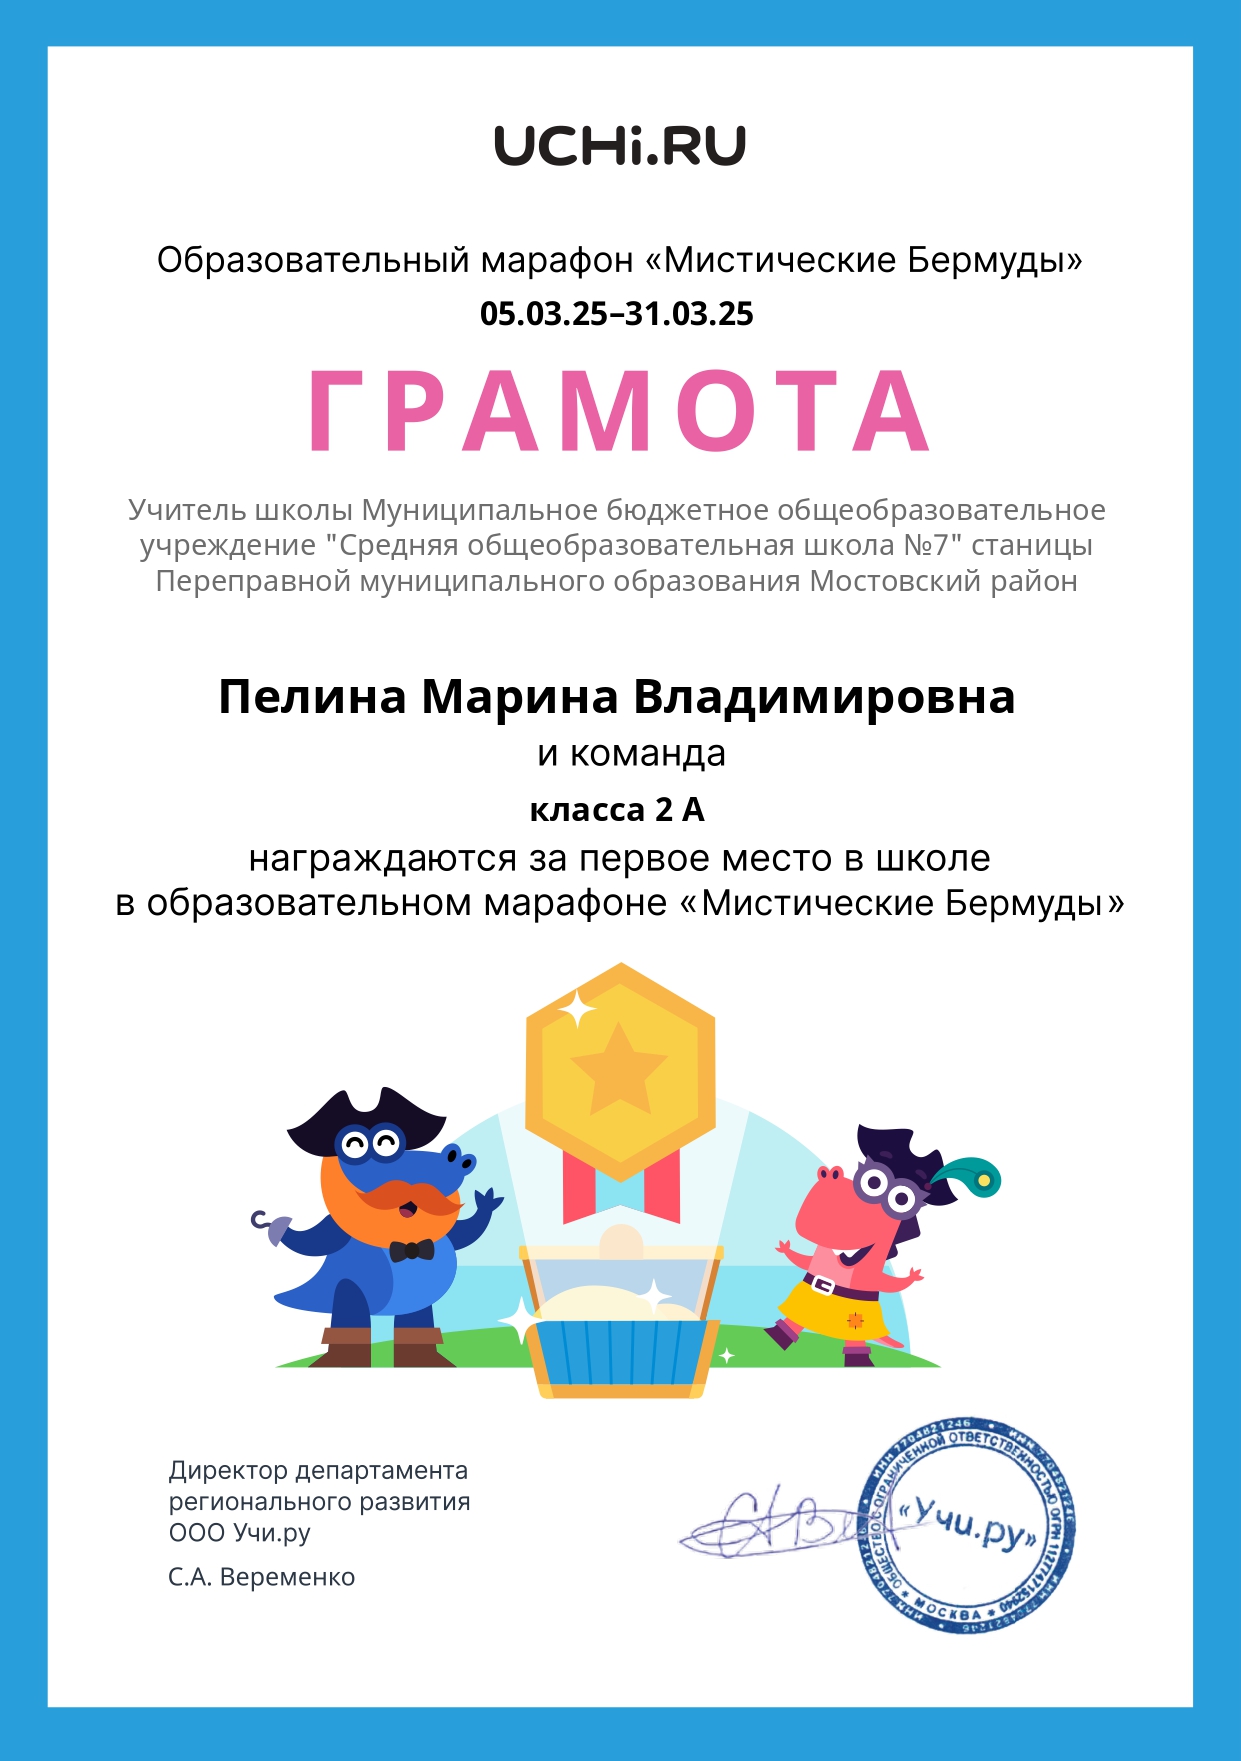 UCHi.RU
Образовательный марафон «Мистические Бермуды»
05.03.25–31.03.25
ГРАМОТА
Учитель школы Муниципальное бюджетное общеобразовательное
учреждение "Средняя общеобразовательная школа №7" станицы
Переправной муниципального образования Мостовский район
Пелина Марина Владимировна
и команда
класса 2 А
награждаются за первое место в школе
в образовательном марафоне «Мистические Бермуды»
Директор департамента
регионального развития
ООО Учи.ру
С.А. Веременко
ИНН 7704821246
ОБЩЕСТВО С ОГРАНИЧЕННОЙ ОТВЕТСТВЕННОСТЬЮ ОГРН 1127747152940
«Учи.ру»
* МОСКВА *